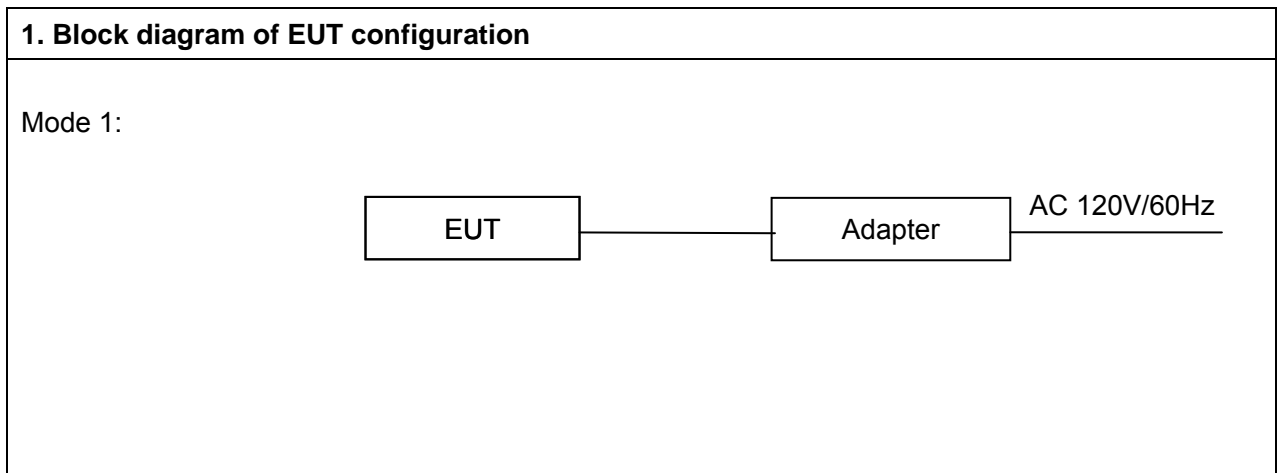 1. Block diagram of EUT configuration
Mode 1:
AC 120V/60Hz
EUT
Adapter